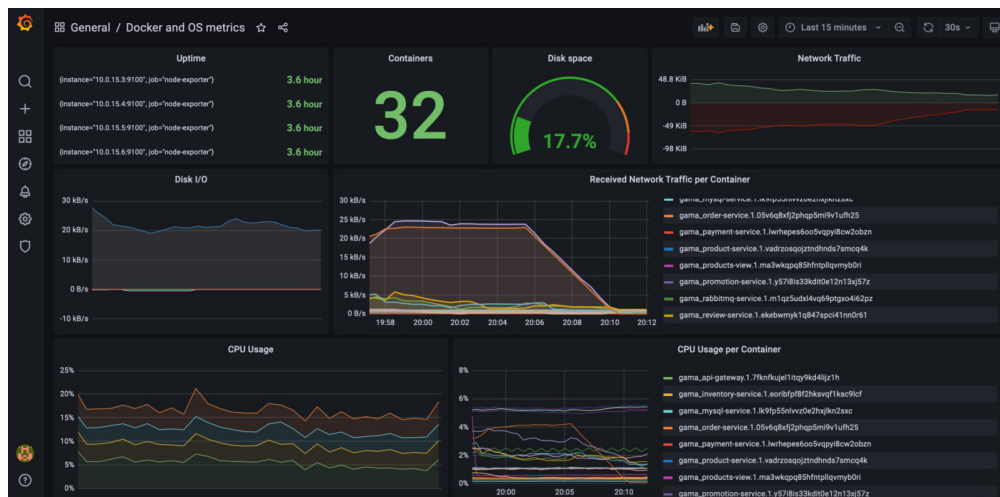 General / Docker and OS metrics
Last 15 minutes
30s
Uptime
{instance="10.0.15.3:9100", job="node-exporter"} 3.6 hour
{instance="10.0.15.4:9100", job="node-exporter"} 3.6 hour
{instance="10.0.15.5:9100", job="node-exporter"} 3.6 hour
{instance="10.0.15.6:9100", job="node-exporter"} 3.6 hour
Containers
32
Disk space
17.7%
Network Traffic
48.8 KiB
0 B
-49 KiB
-98 KiB
Disk I/O
30 kB/s
20 kB/s
10 kB/s
0 B/s
-10 kB/s
Received Network Traffic per Container
30 kB/s
25 kB/s
20 kB/s
15 kB/s
10 kB/s
5 kB/s
0 B/s
19:58 20:00 20:02 20:04 20:06 20:08 20:10 20:12
gama_order-service.1.05v6q8xfj2phqp5mi9v1ufh25
gama_payment-service.1.lwrhepes6oo5vqpyi8cw2obzn
gama_product-service.1.vadrzosqojztndhnds7smcq4k
gama_products-view.1.ma3wkqpq85hfntpllqvmyb0ri
gama_promotion-service.1.y57i8is33kdit0e12n13xj57z
gama_rabbitmq-service.1.m1qz5udxl4vq69ptgxo4i62pz
gama_review-service.1.ekebwmyk1q847spci41nn0r61
CPU Usage
25%
20%
15%
10%
5%
0%
CPU Usage per Container
8%
6%
4%
2%
0%
20:00 20:05 20:10
gama_api-gateway.1.7fknfkujel1itqy9kd4lijz1h
gama_inventory-service.1.eoribfpf8f2hksvqf1ksc9lcf
gama_mysql-service.1.lk9fp55nlvvz0e2hxjlkn2sxc
gama_order-service.1.05v6q8xfj2phqp5mi9v1ufh25
gama_payment-service.1.lwrhepes6oo5vqpyi8cw2obzn
gama_product-service.1.vadrzosqojztndhnds7smcq4k
gama_products-view.1.ma3wkqpq85hfntpllqvmyb0ri
gama_promotion-service.1.y57i8is33kdit0e12n13xj57z